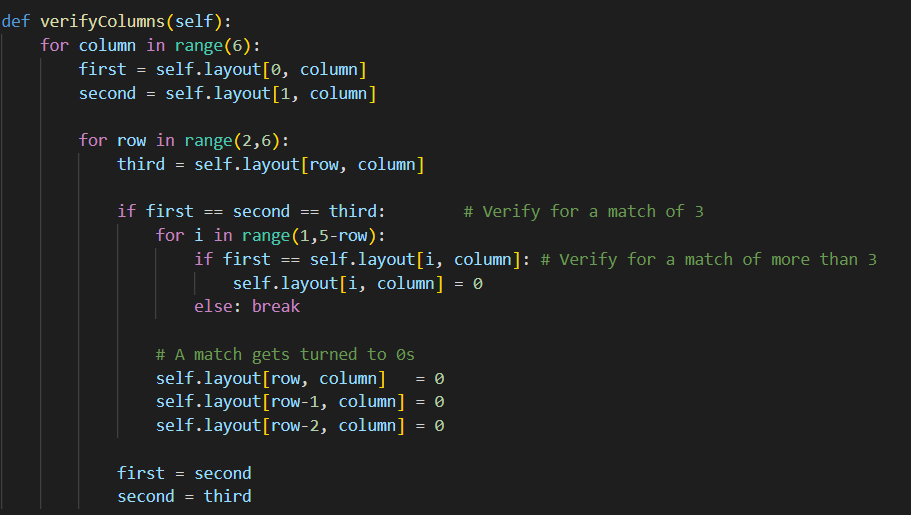 def verifyColumns(self):
    for column in range(6):
        first = self.layout[0, column]
        second = self.layout[1, column]

        for row in range(2,6):
            third = self.layout[row, column]

            if first == second == third:        # Verify for a match of 3
                for i in range(1,5-row):
                    if first == self.layout[i, column]: # Verify for a match of more than 3
                        self.layout[i, column] = 0
                    else: break

                # A match gets turned to 0s
                self.layout[row, column]   = 0
                self.layout[row-1, column] = 0
                self.layout[row-2, column] = 0

            first = second
            second = third